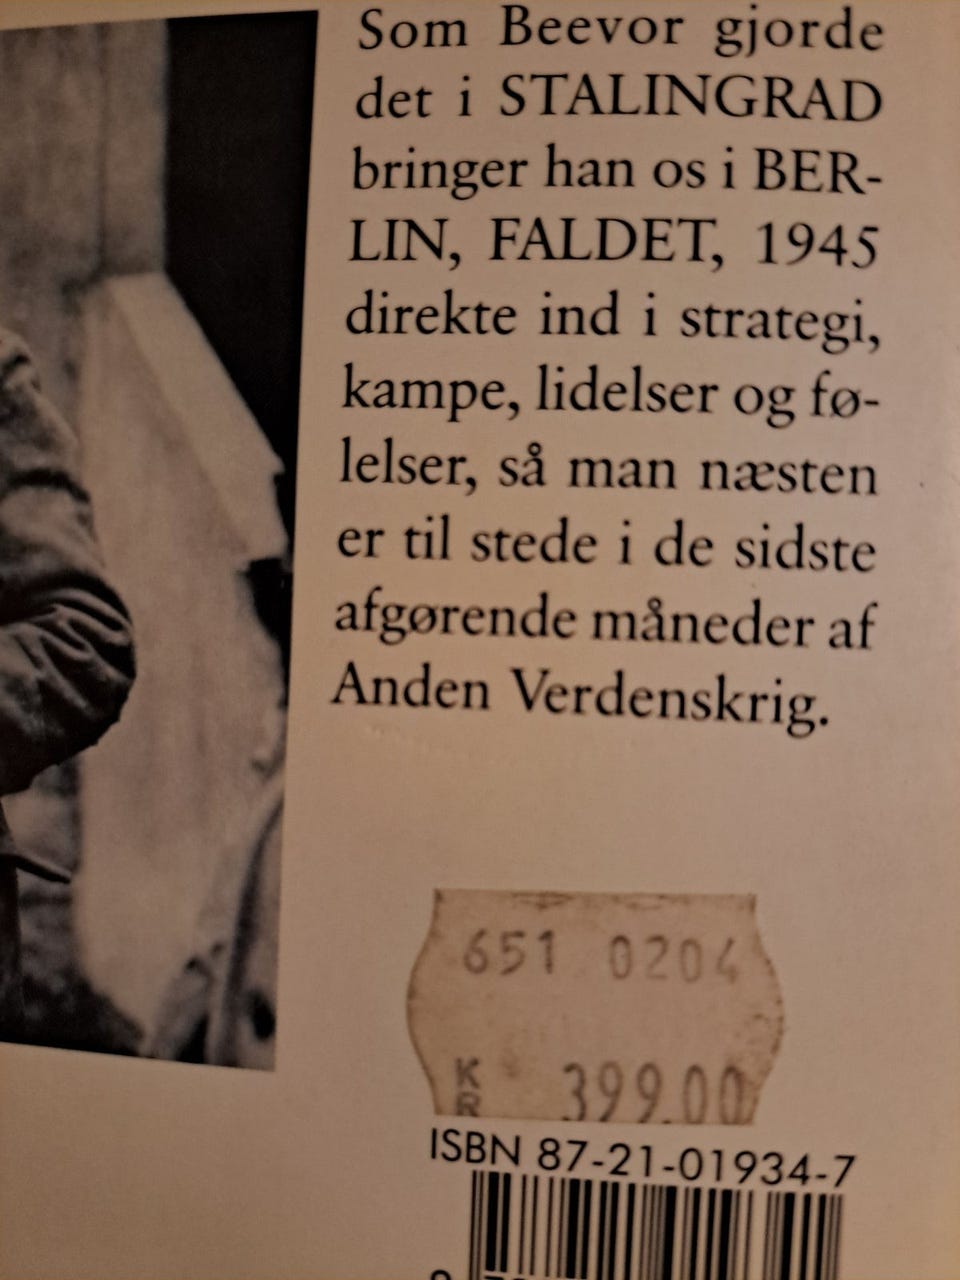 Som Beevor gjorde
det i STALINGRAD
bringer han os i BER-
LIN, FALDET, 1945
direkte ind i strategi,
kampe, lidelser og fø-
lelser, så man næsten
er til stede i de sidste
afgørende måneder af
Anden Verdenskrig.
651 0204
KR 399.00
ISBN 87-21-01934-7